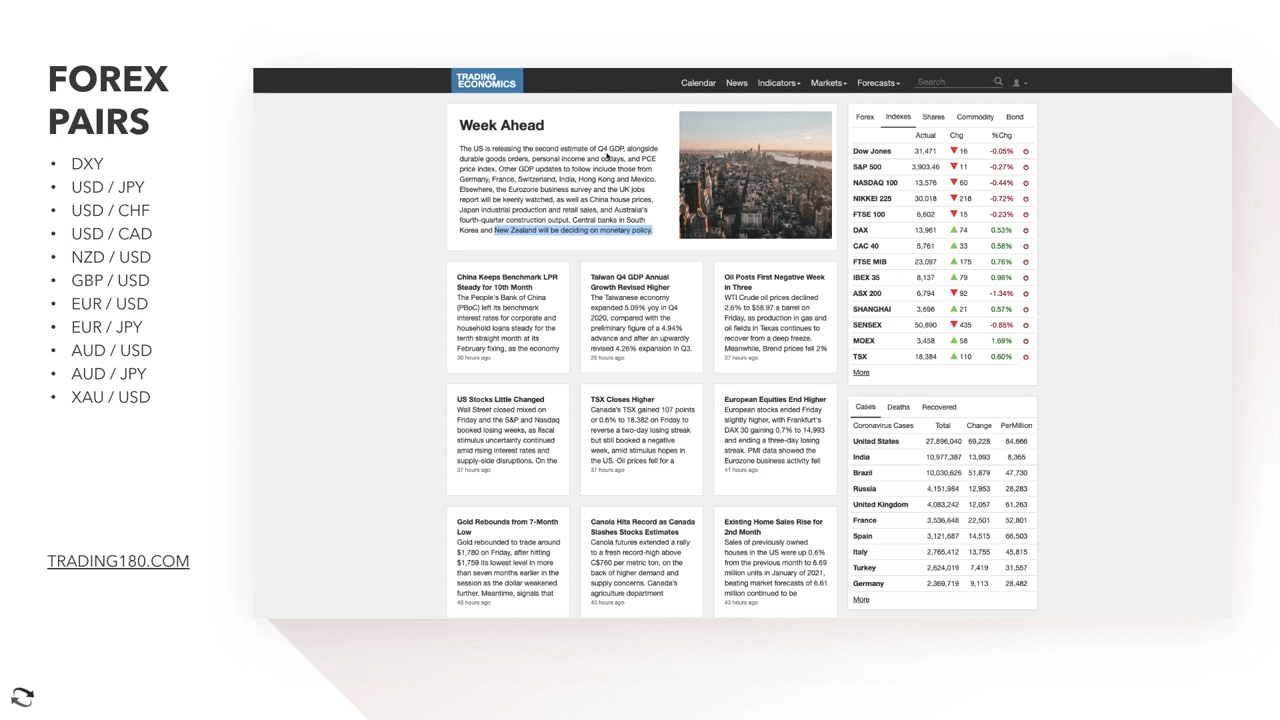 FOREX
PAIRS
• DXY
• USD / JPY
• USD / CHF
• USD / CAD
• NZD / USD
• GBP / USD
• EUR / USD
• EUR / JPY
• AUD / USD
• AUD / JPY
• XAU / USD
TRADING180.COM
TRADING
ECONOMICS
Calendar News Indicators Markets Forecasts Search
Week Ahead
The US is releasing the second estimate of Q4 GDP, alongside
durable goods orders, personal income and outlays, and PCE
price index. Other GDP updates to follow include those from
Germany, France, Switzerland, India, Hong Kong and Mexico.
Elsewhere, the Eurozone business survey and the UK jobs
report will be keenly watched, as well as China house prices,
Japan industrial production and retail sales, and Australia's
fourth-quarter construction output. Central banks in South
Korea and New Zealand will be deciding on monetary policy.
China Keeps Benchmark LPR
Steady for 10th Month
The People's Bank of China
(PBoC) left its benchmark
interest rates for corporate and
household loans steady for the
tenth straight month at its
February fixing, as the economy
39 hours ago
Taiwan Q4 GDP Annual
Growth Revised Higher
The Taiwanese economy
expanded 5.09% yoy in Q4
2020, compared with the
preliminary figure of a 4.94%
advance and after an upwardly
revised 4.26% expansion in Q3.
26 hours ago
Oil Posts First Negative Week
in Three
WTI Crude oil prices declined
2.6% to $58.97 a barrel on
Friday, as production in gas and
oil fields in Texas continues to
recover from a deep freeze.
Meanwhile, Brend prices fell 2%
37 hours ago
US Stocks Little Changed
Wall Street closed mixed on
Friday and the S&P and Nasdaq
booked losing weeks, as fiscal
stimulus uncertainty continued
amid rising interest rates and
supply-side disruptions. On the
37 hours ago
TSX Closes Higher
Canada's TSX gained 107 points
or 0.6% to 18,382 on Friday to
reverse a two-day losing streak
but still booked a negative
week, amid stimulus hopes in
the US. Oil prices fell for a
37 hours ago
European Equities End Higher
European stocks ended Friday
slightly higher, with Frankfurt's
DAX 30 gaining 0.7% to 14,993
and ending a three-day losing
streak. PMI data showed the
Eurozone business activity fell
41 hours ago
Gold Rebounds from 7-Month
Low
Gold rebounded to trade around
$1,780 on Friday, after hitting
$1,759 its lowest level in more
than seven months earlier in the
session as the dollar weakened
further. Meantime, signals that
43 hours ago
Canola Hits Record as Canada
Slashes Stocks Estimates
Canola futures extended a rally
to a fresh record-high above
C$760 per metric ton, on the
back of higher demand and
supply concerns. Canada's
agriculture department
43 hours ago
Existing Home Sales Rise for
2nd Month
Sales of previously owned
houses in the US were up 0.6%
from the previous month to 6.69
million units in January of 2021,
beating market forecasts of 6.61
million continued to be
43 hours ago
Forex Indexes Shares Commodity Bond
Actual Chg %Chg
Dow Jones 31,471 ▼ 16 -0.05%
S&P 500 3,903.46 ▼ 11 -0.27%
NASDAQ 100 13,576 ▼ 60 -0.44%
NIKKEI 225 30,018 ▼ 218 -0.72%
FTSE 100 6,602 ▼ 15 -0.23%
DAX 13,961 ▲ 74 0.53%
CAC 40 5,761 ▲ 33 0.58%
FTSE MIB 23,097 ▲ 175 0.76%
IBEX 35 8,137 ▲ 79 0.98%
ASX 200 6,794 ▼ 92 -1.34%
SHANGHAI 3,696 ▲ 21 0.57%
SENSEX 50,890 ▼ 435 -0.85%
MOEX 3,458 ▲ 58 1.69%
TSX 18,384 ▲ 110 0.60%
More
Cases Deaths Recovered
Coronavirus Cases Total Change PerMillion
United States 27,896,040 69,228 84,666
India 10,977,387 13,993 8,365
Brazil 10,030,626 51,879 47,730
Russia 4,151,984 12,953 28,283
United Kingdom 4,083,242 12,057 61,263
France 3,536,648 22,501 52,801
Spain 3,121,687 14,515 66,503
Italy 2,765,412 13,755 45,815
Turkey 2,624,019 7,419 31,557
Germany 2,369,719 9,113 28,482
More